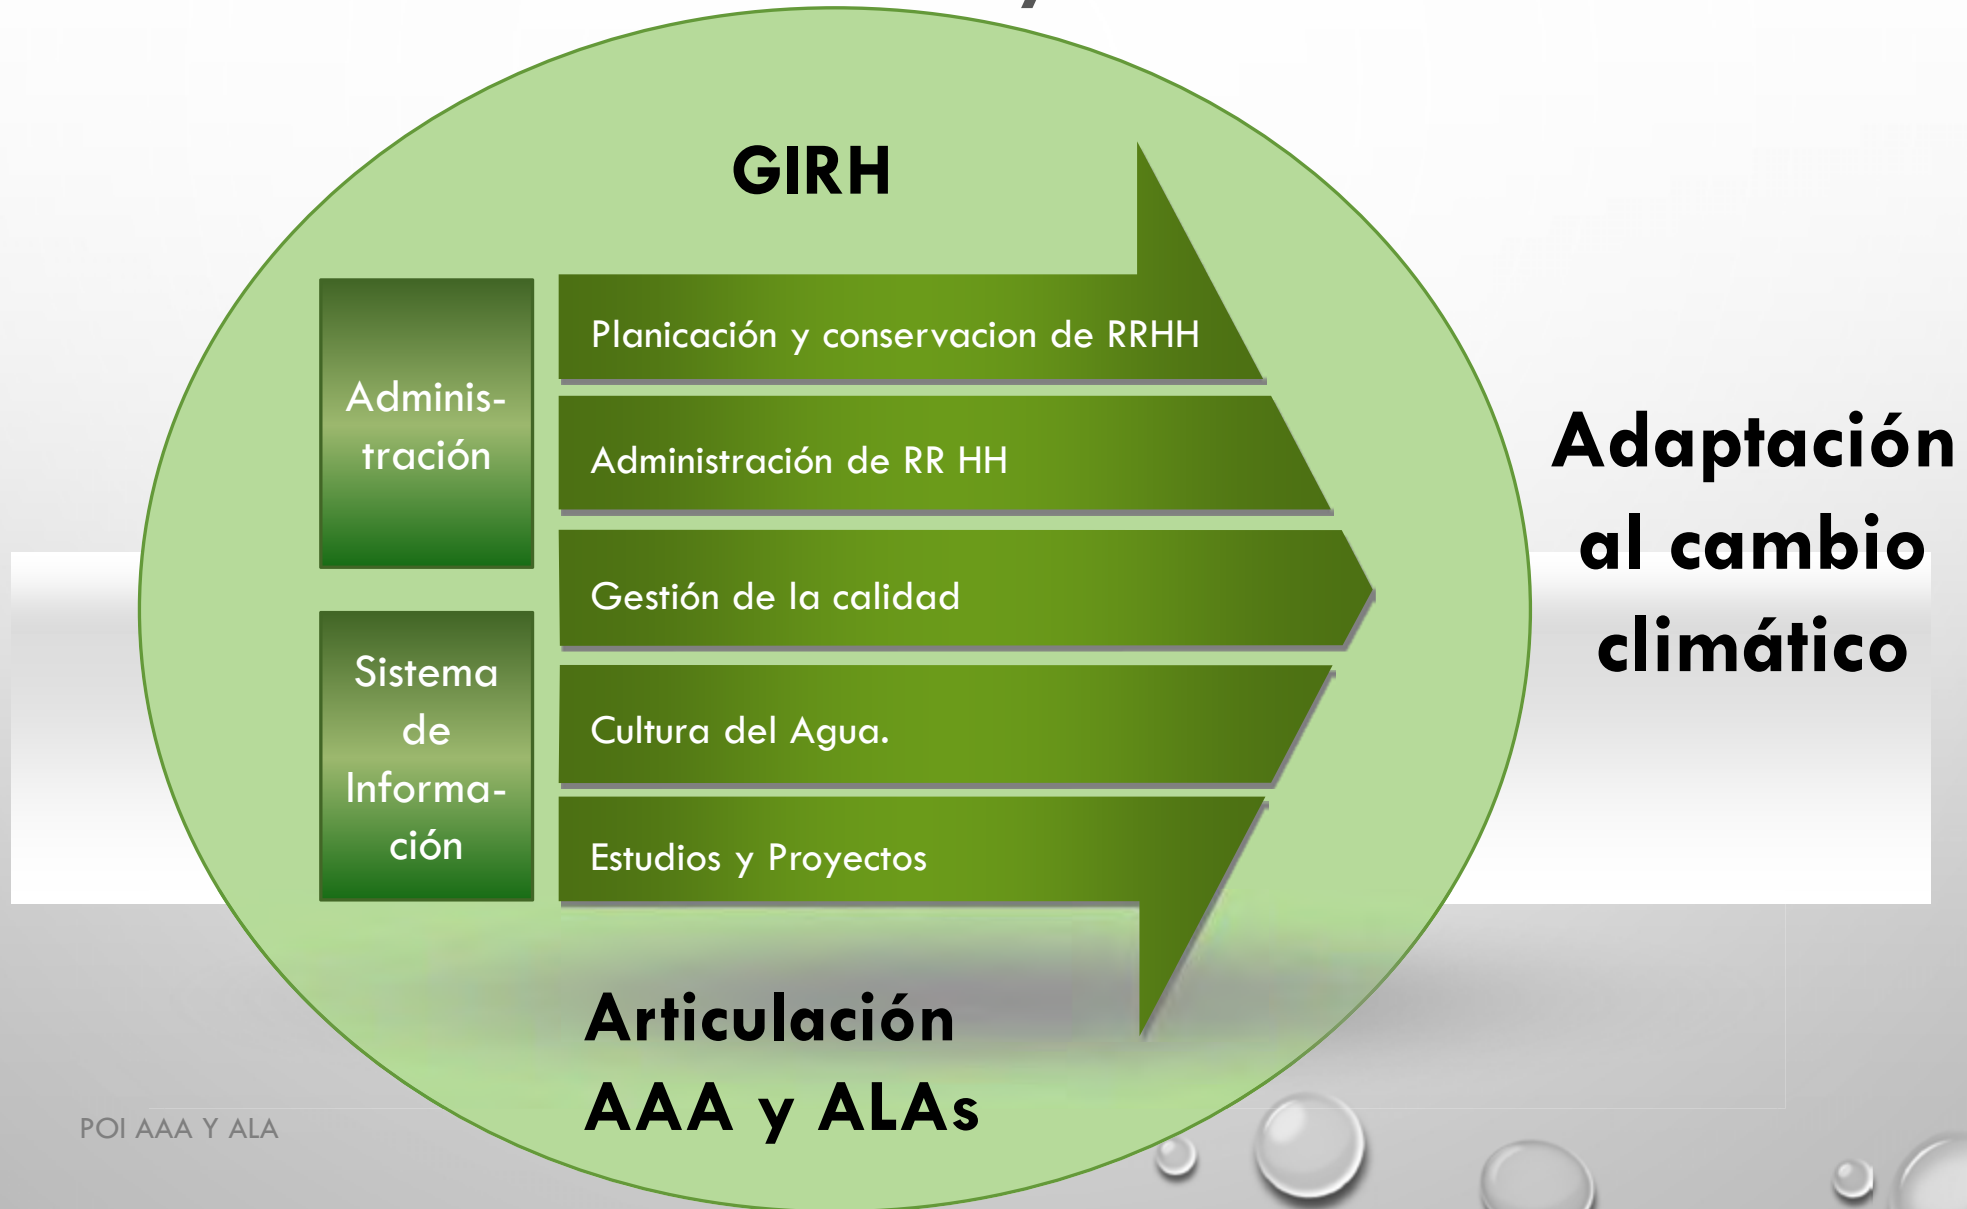 GIRH
Adminis-
tración
Planicación y conservacion de RRHH
Administración de RR HH
Gestión de la calidad
Sistema
de
Informa-
ción
Cultura del Agua.
Estudios y Proyectos
Adaptación
al cambio
climático
Articulación
AAA y ALAs
POI AAA Y ALA